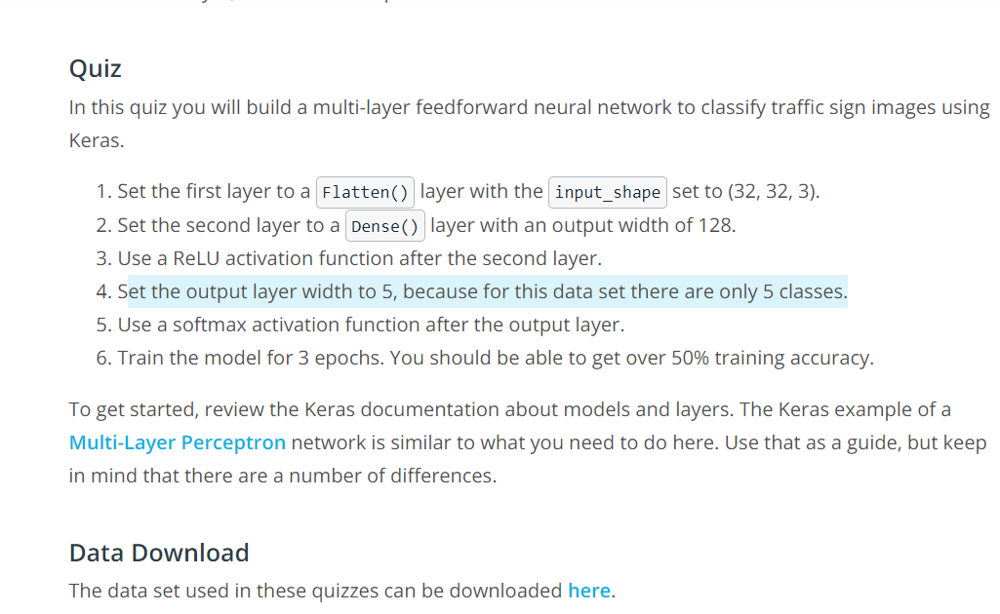 Quiz
In this quiz you will build a multi-layer feedforward neural network to classify traffic sign images using
Keras.
1. Set the first layer to a Flatten() layer with the input_shape set to (32, 32, 3).
2. Set the second layer to a Dense() layer with an output width of 128.
3. Use a ReLU activation function after the second layer.
4. Set the output layer width to 5, because for this data set there are only 5 classes.
5. Use a softmax activation function after the output layer.
6. Train the model for 3 epochs. You should be able to get over 50% training accuracy.
To get started, review the Keras documentation about models and layers. The Keras example of a
Multi-Layer Perceptron network is similar to what you need to do here. Use that as a guide, but keep
in mind that there are a number of differences.
Data Download
The data set used in these quizzes can be downloaded here.